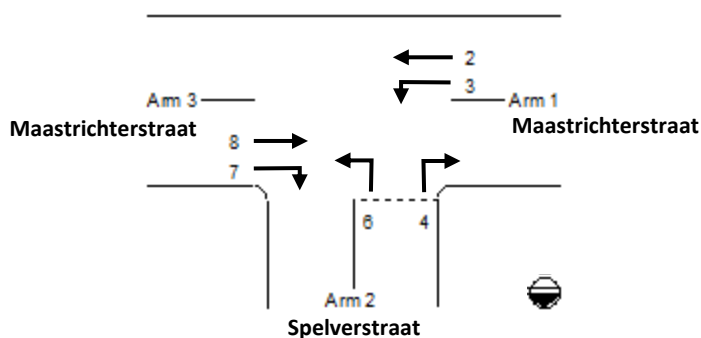 2
3
Arm 3
Arm 1
Maastrichterstraat
Maastrichterstraat
8
7
6
4
Arm 2
Spelverstraat